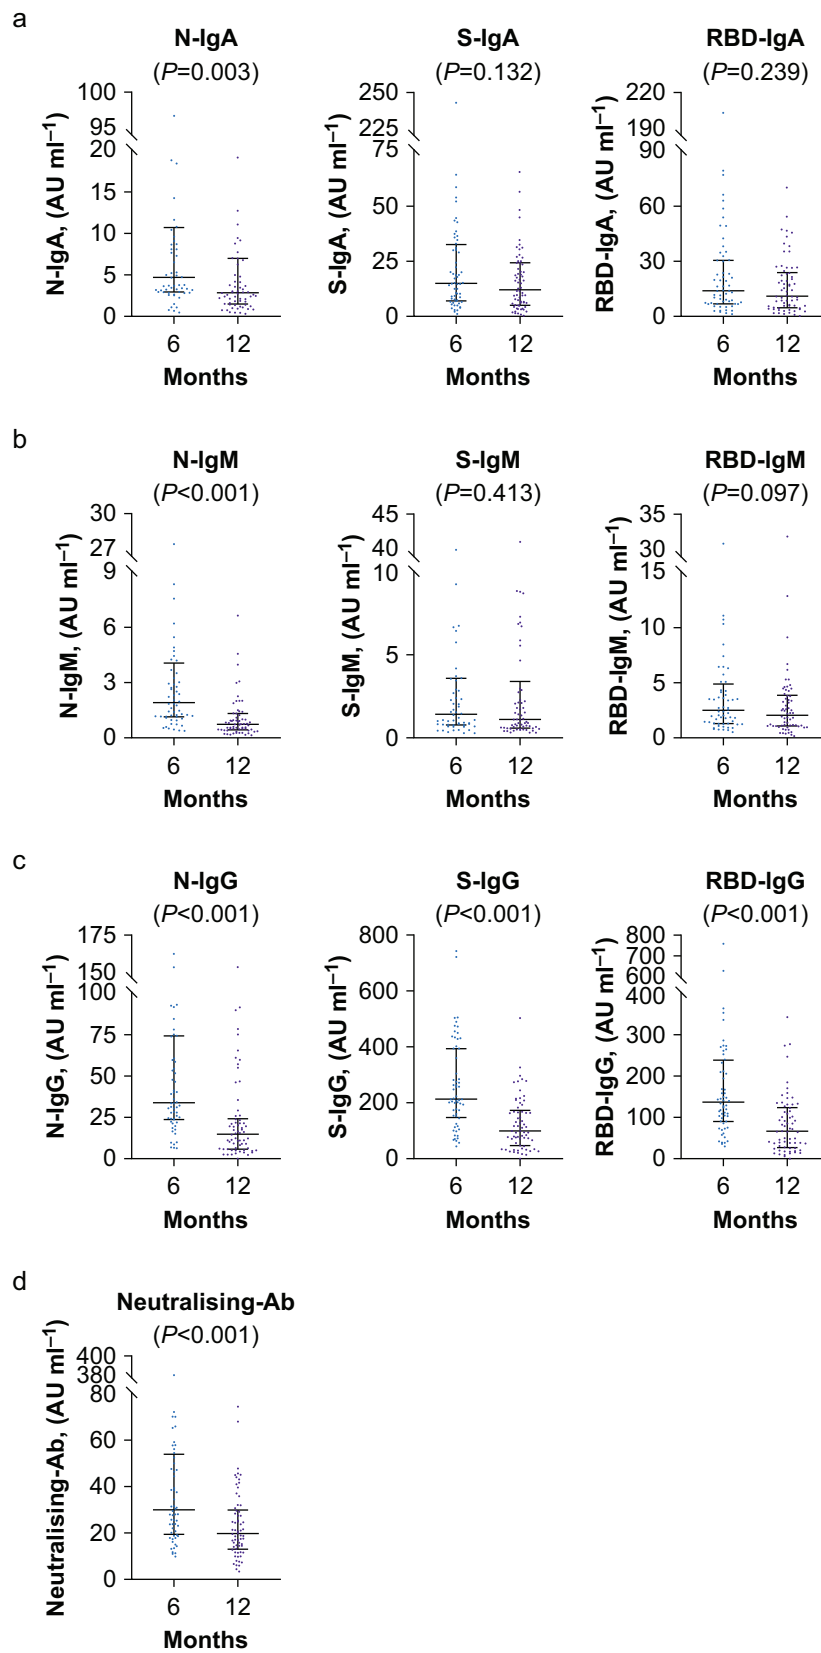 a
N-IgA S-IgA RBD-IgA
(P=0.003) (P=0.132) (P=0.239)
N-IgA, (AU ml−1)
100
95
20
15
10
5
0
6 12
Months
S-IgA, (AU ml−1)
250
225
75
50
25
0
6 12
Months
RBD-IgA, (AU ml−1)
220
190
90
60
30
0
6 12
Months
b
N-IgM S-IgM RBD-IgM
(P<0.001) (P=0.413) (P=0.097)
N-IgM, (AU ml−1)
30
27
9
6
3
0
6 12
Months
S-IgM, (AU ml−1)
45
40
10
5
0
6 12
Months
RBD-IgM, (AU ml−1)
35
30
15
10
5
0
6 12
Months
c
N-IgG S-IgG RBD-IgG
(P<0.001) (P<0.001) (P<0.001)
N-IgG, (AU ml−1)
175
150
100
75
50
25
0
6 12
Months
S-IgG, (AU ml−1)
800
600
400
200
0
6 12
Months
RBD-IgG, (AU ml−1)
800
700
600
400
300
200
100
0
6 12
Months
d
Neutralising-Ab
(P<0.001)
Neutralising-Ab, (AU ml−1)
400
380
80
60
40
20
0
6 12
Months